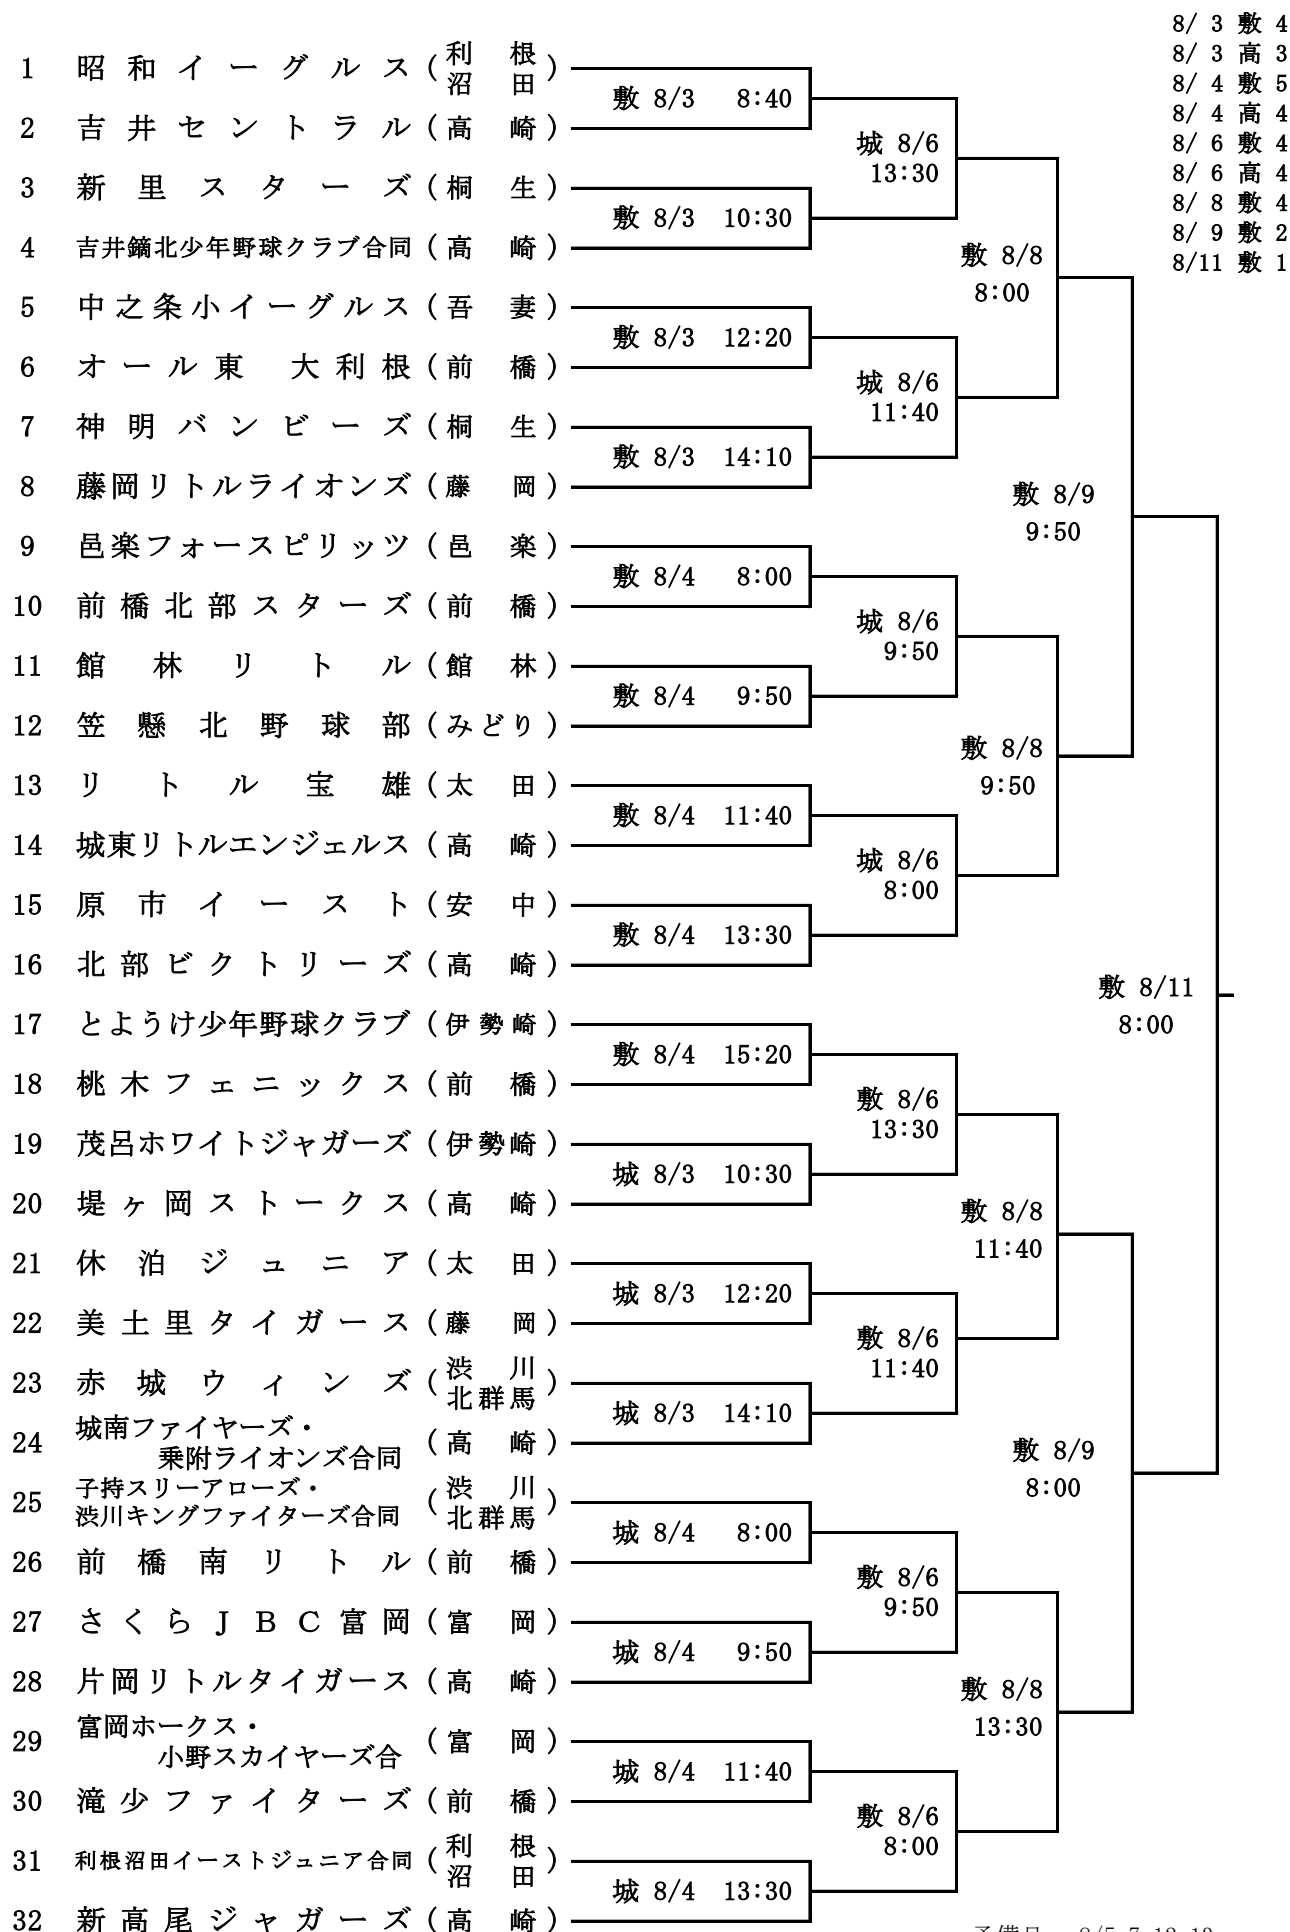 8/ 3 敷 4
8/ 3 高 3
8/ 4 敷 5
8/ 4 高 4
8/ 6 敷 4
8/ 6 高 4
8/ 8 敷 4
8/ 9 敷 2
8/11 敷 1
1 昭和イーグルス (利根沼田)
敷 8/3 8:40
2 吉井セントラル (高崎)
城 8/6
13:30
3 新里スターズ (桐生)
敷 8/3 10:30
4 吉井鏑北少年野球クラブ合同 (高崎)
敷 8/8
8:00
5 中之条小イーグルス (吾妻)
敷 8/3 12:20
6 オール東 大利根 (前橋)
城 8/6
11:40
7 神明バンビーズ (桐生)
敷 8/3 14:10
8 藤岡リトルライオンズ (藤岡)
敷 8/9
9:50
9 邑楽フォースピリッツ (邑楽)
敷 8/4 8:00
10 前橋北部スターズ (前橋)
城 8/6
9:50
11 館林リトル (館林)
敷 8/4 9:50
12 笠懸北野球部 (みどり)
敷 8/8
9:50
13 リトル宝雄 (太田)
敷 8/4 11:40
14 城東リトルエンジェルス (高崎)
城 8/6
8:00
15 原市イースト (安中)
敷 8/4 13:30
16 北部ビクトリーズ (高崎)
敷 8/11
8:00
17 とようけ少年野球クラブ (伊勢崎)
敷 8/4 15:20
18 桃木フェニックス (前橋)
敷 8/6
13:30
19 茂呂ホワイトジャガーズ (伊勢崎)
城 8/3 10:30
20 堤ヶ岡ストークス (高崎)
敷 8/8
11:40
21 休泊ジュニア (太田)
城 8/3 12:20
22 美土里タイガース (藤岡)
敷 8/6
11:40
23 赤城ウィンズ (渋川北群馬)
城 8/3 14:10
24 城南ファイヤーズ・
乗附ライオンズ合同 (高崎)
敷 8/9
8:00
25 子持スリーアローズ・
渋川キングファイターズ合同 (渋川北群馬)
城 8/4 8:00
26 前橋南リトル (前橋)
敷 8/6
9:50
27 さくらJBC富岡 (富岡)
城 8/4 9:50
28 片岡リトルタイガース (高崎)
敷 8/8
13:30
29 富岡ホークス・
小野スカイヤーズ合 (富岡)
城 8/4 11:40
30 滝少ファイターズ (前橋)
敷 8/6
8:00
31 利根沼田イーストジュニア合同 (利根沼田)
城 8/4 13:30
32 新高尾ジャガーズ (高崎)